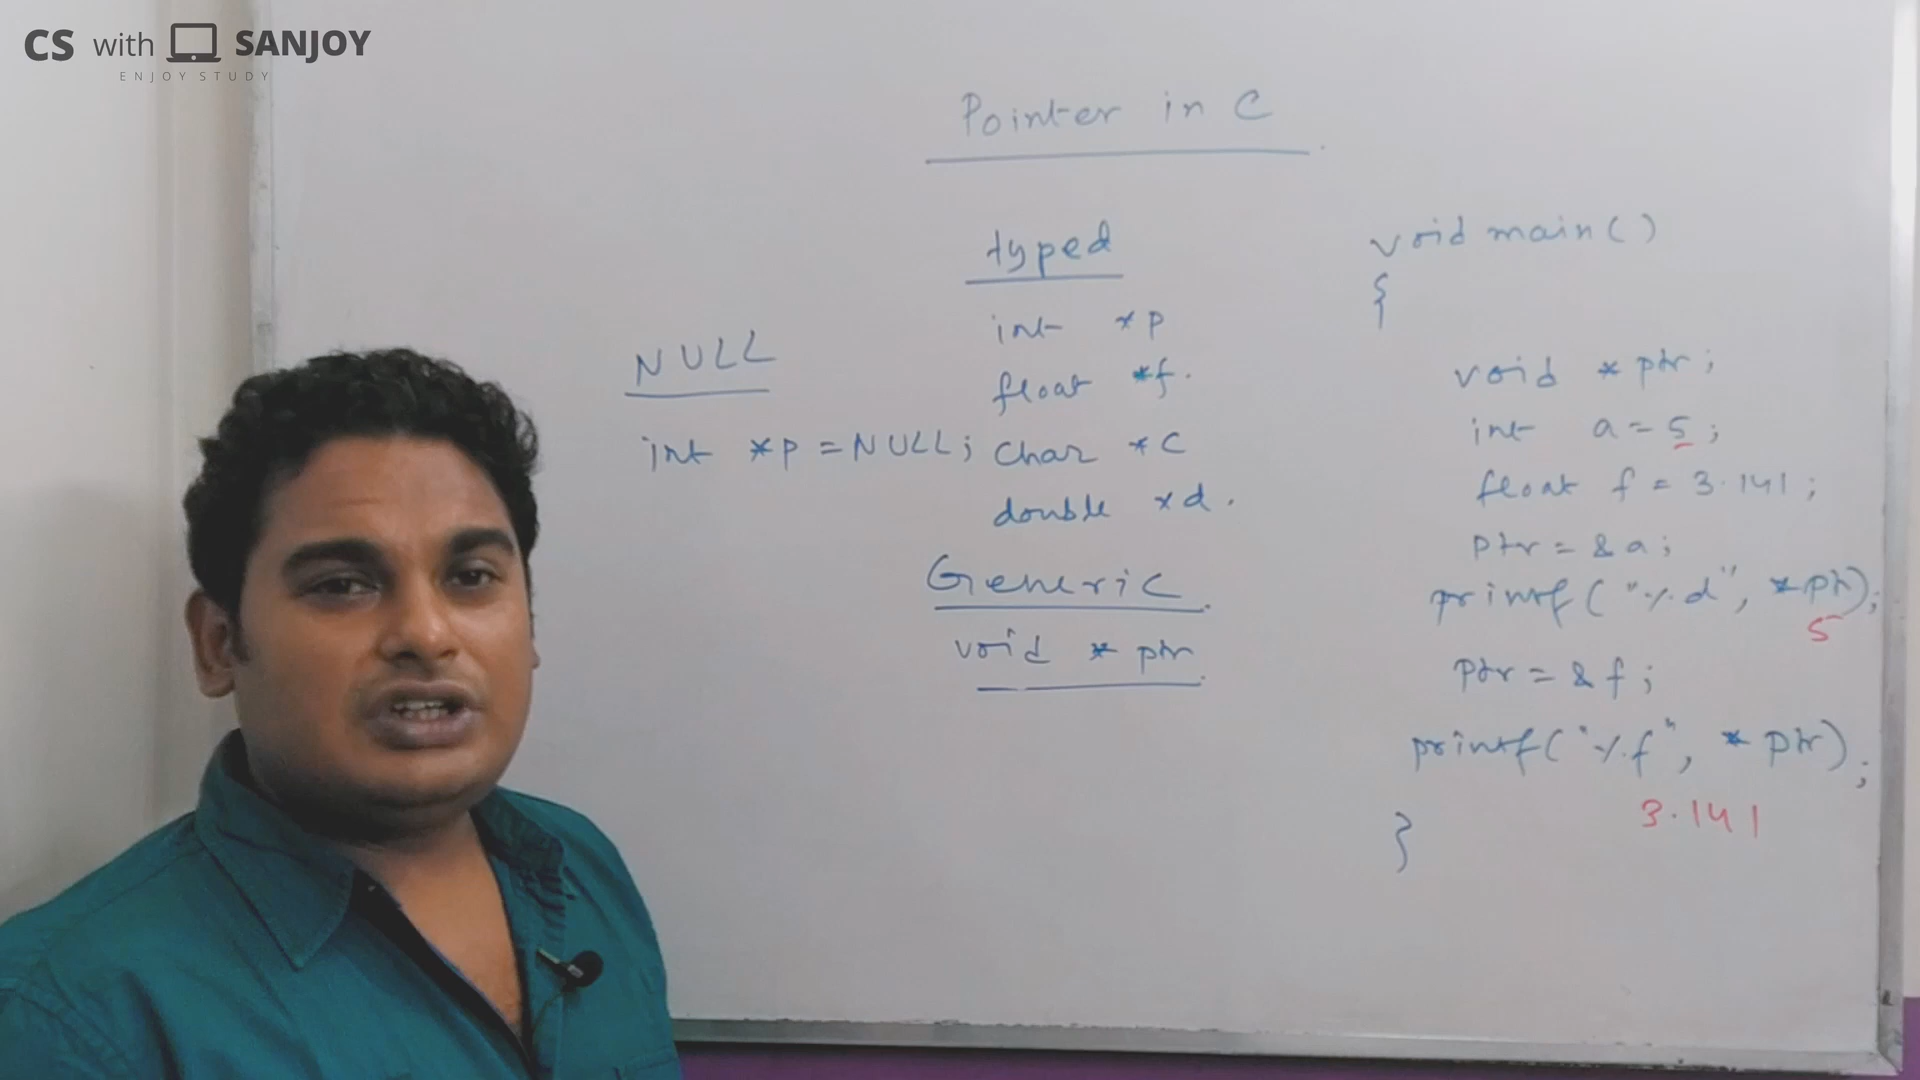 CS with SANJOY
ENJOY STUDY
Pointer in C
NULL
int *p = NULL;
typed
int *p
float *f.
char *c
double *d.
Generic
void * ptr
void main()
{
void * ptr;
int a = 5;
float f = 3.141;
ptr = &a;
printf("%d", *ptr);
5
ptr = &f;
printf("%f", * ptr);
3.141
}